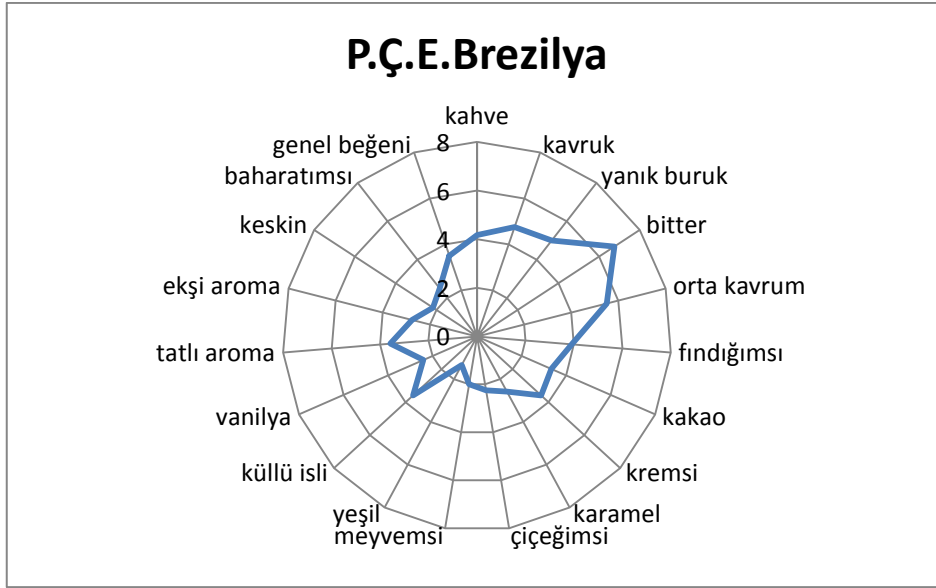 P.Ç.E.Brezilya
kahve
kavruk
yanık buruk
bitter
orta kavrum
fındığımsı
kakao
kremsi
karamel
çiçeğimsi
meyvemsi
yeşil
küllü isli
vanilya
tatlı aroma
ekşi aroma
keskin
baharatımsı
genel beğeni
8
6
4
2
0